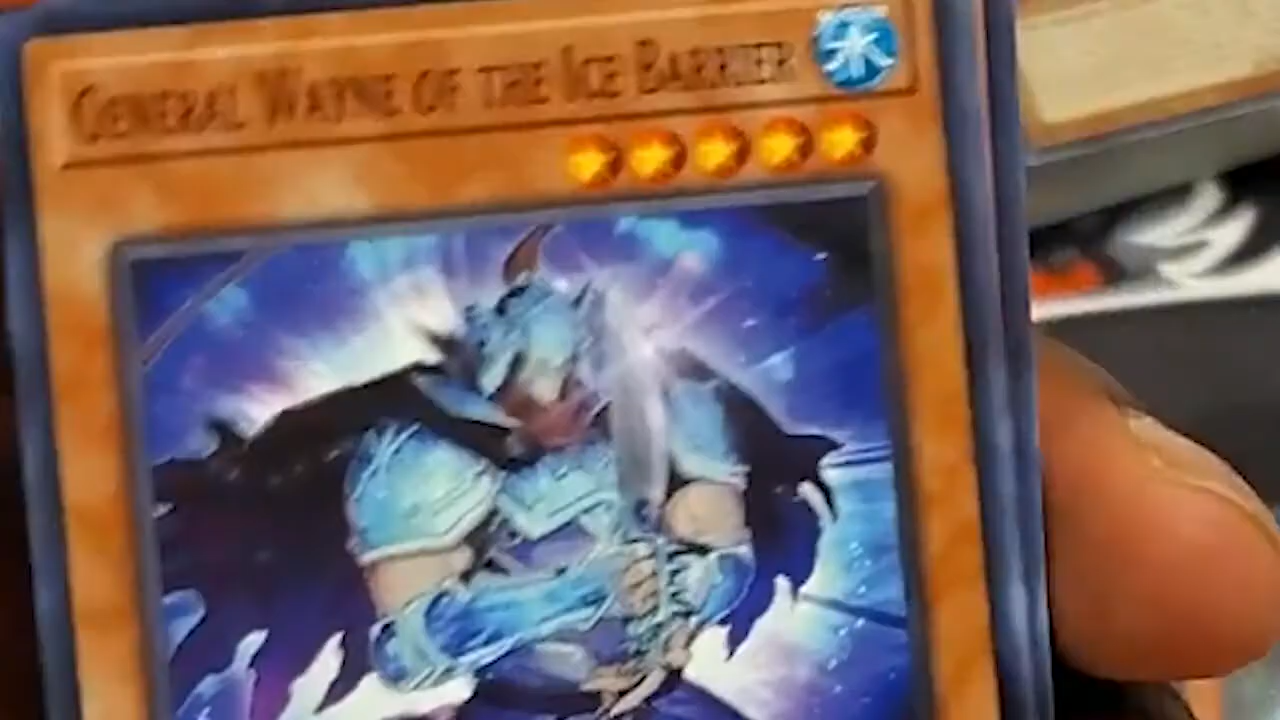 General Wayne of the Ice Barrier
水